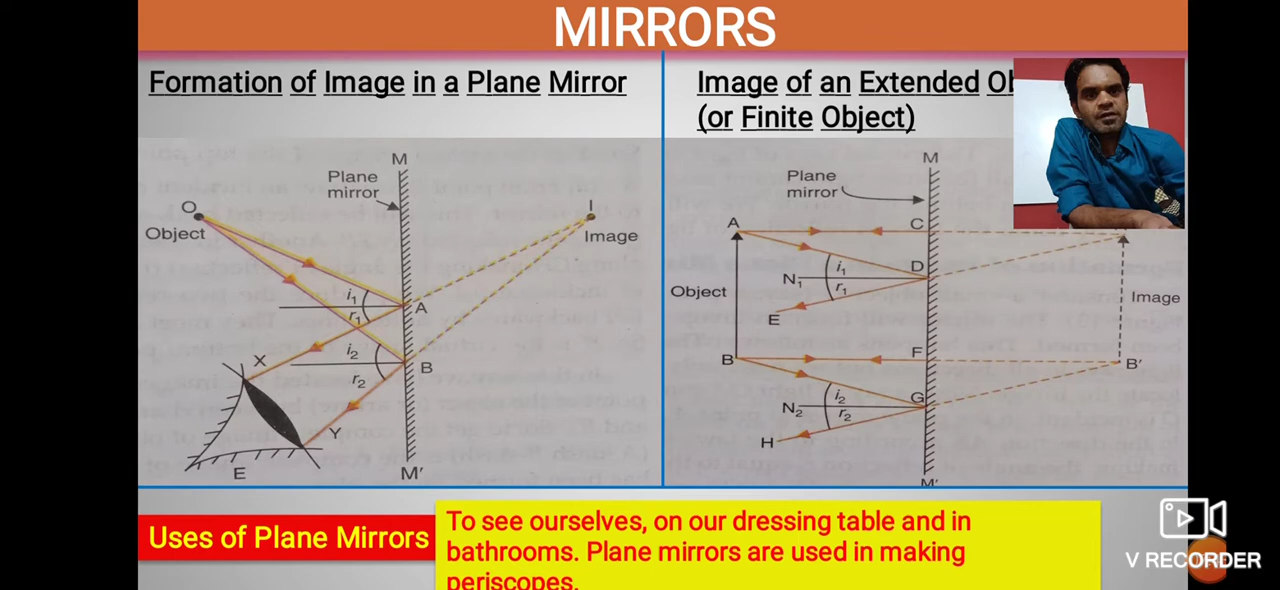 MIRRORS
Formation of Image in a Plane Mirror
M
Plane
mirror
O
Object
I
Image
i1
r1
A
i2
r2
B
X
Y
E
M'
Image of an Extended
(or Finite Object)
M
Plane
mirror
A
C
i1
r1
N1
D
Object
Image
E
B
F
B'
i2
r2
N2
G
H
M'
Uses of Plane Mirrors
To see ourselves, on our dressing table and in
bathrooms. Plane mirrors are used in making
periscopes.
V RECORDER